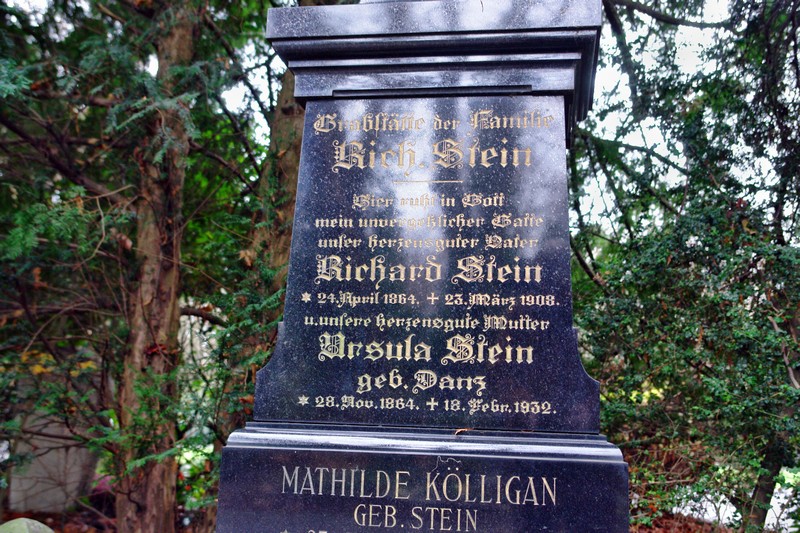 Grabstätte der Familie
Rich. Stein
Hier ruht in Gott
mein unvergeßlicher Gatte
unser herzensguter Vater
Richard Stein
* 24. April 1864. + 23. März 1908.
u. unsere herzensgute Mutter
Ursula Stein
geb. Danz
* 28. Nov. 1864. + 18. Febr. 1932.
MATHILDE KÖLLIGAN
GEB. STEIN